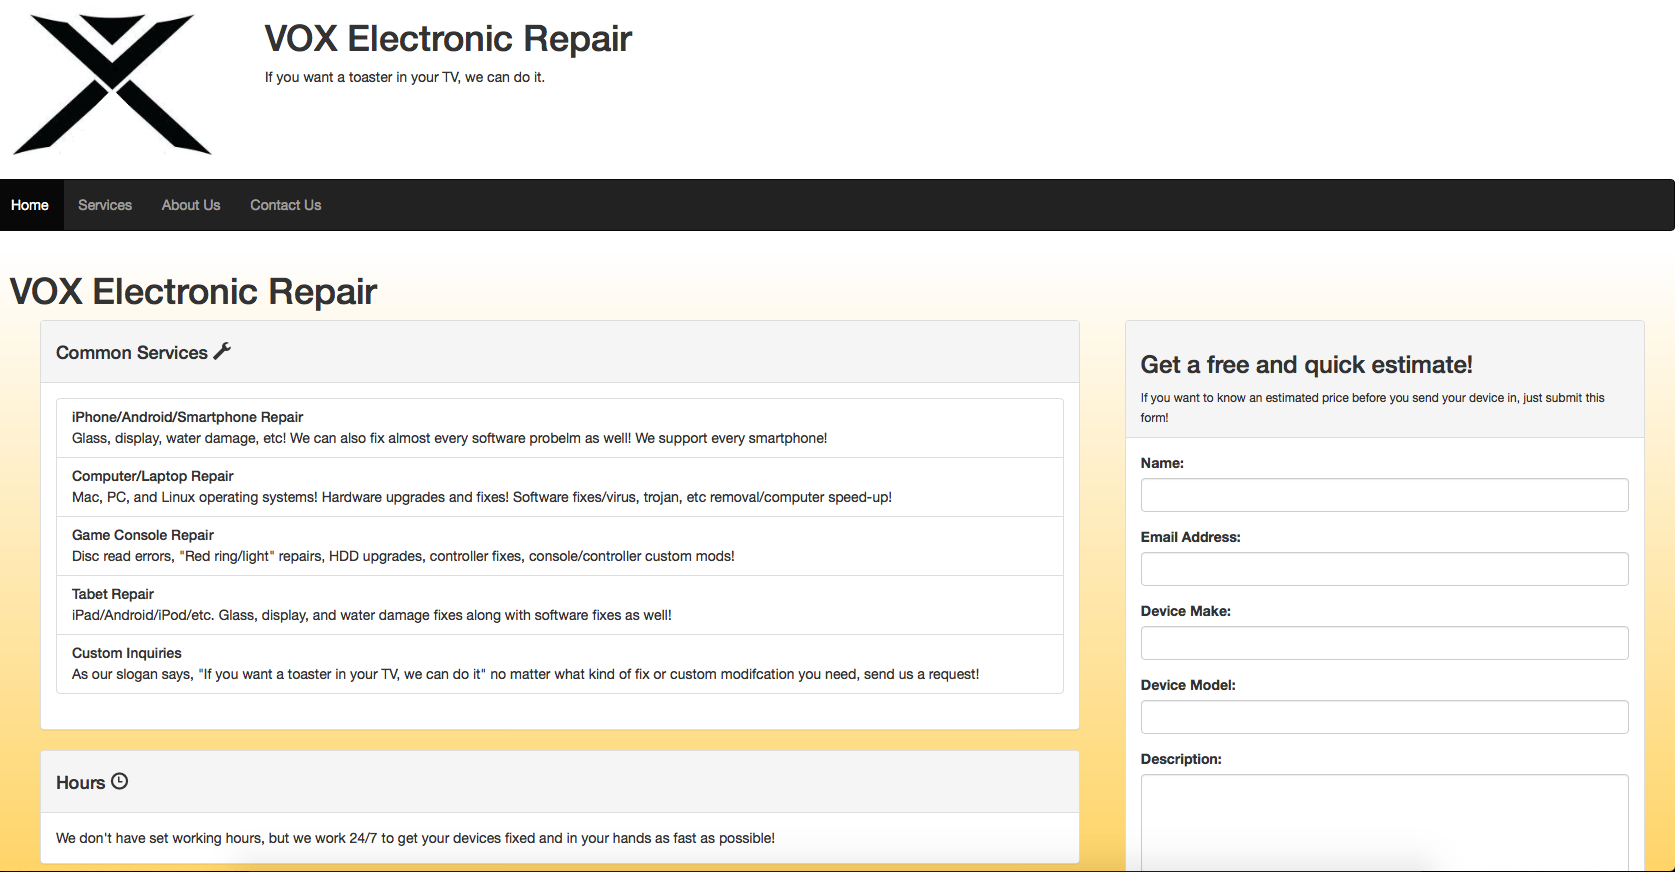 VOX Electronic Repair
If you want a toaster in your TV, we can do it.
Home Services About Us Contact Us
VOX Electronic Repair
Common Services
iPhone/Android/Smartphone Repair
Glass, display, water damage, etc! We can also fix almost every software probelm as well! We support every smartphone!
Computer/Laptop Repair
Mac, PC, and Linux operating systems! Hardware upgrades and fixes! Software fixes/virus, trojan, etc removal/computer speed-up!
Game Console Repair
Disc read errors, "Red ring/light" repairs, HDD upgrades, controller fixes, console/controller custom mods!
Tabet Repair
iPad/Android/iPod/etc. Glass, display, and water damage fixes along with software fixes as well!
Custom Inquiries
As our slogan says, "If you want a toaster in your TV, we can do it" no matter what kind of fix or custom modifcation you need, send us a request!
Hours
We don't have set working hours, but we work 24/7 to get your devices fixed and in your hands as fast as possible!
Get a free and quick estimate!
If you want to know an estimated price before you send your device in, just submit this
form!
Name:
Email Address:
Device Make:
Device Model:
Description: